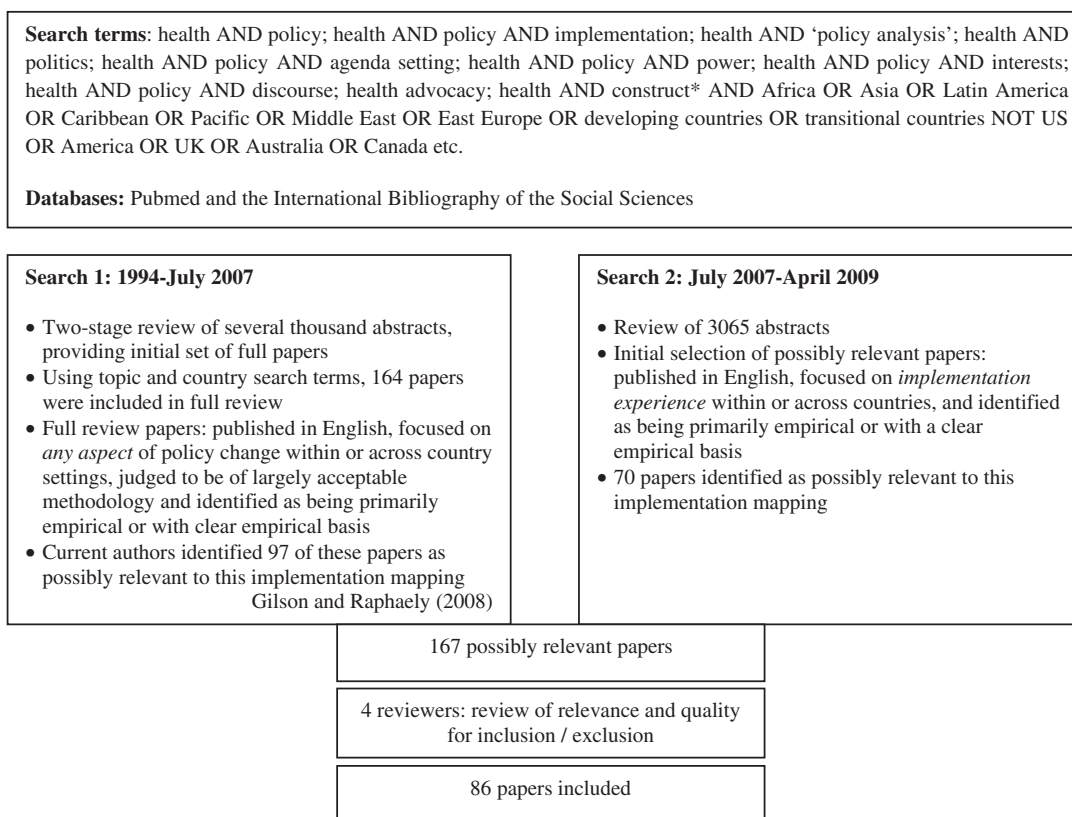 Search terms: health AND policy; health AND policy AND implementation; health AND ‘policy analysis’; health AND
politics; health AND policy AND agenda setting; health AND policy AND power; health AND policy AND interests;
health AND policy AND discourse; health advocacy; health AND construct* AND Africa OR Asia OR Latin America
OR Caribbean OR Pacific OR Middle East OR East Europe OR developing countries OR transitional countries NOT US
OR America OR UK OR Australia OR Canada etc.
Databases: Pubmed and the International Bibliography of the Social Sciences
Search 1: 1994-July 2007
• Two-stage review of several thousand abstracts,
providing initial set of full papers
• Using topic and country search terms, 164 papers
were included in full review
• Full review papers: published in English, focused on
any aspect of policy change within or across country
settings, judged to be of largely acceptable
methodology and identified as being primarily
empirical or with clear empirical basis
• Current authors identified 97 of these papers as
possibly relevant to this implementation mapping
Gilson and Raphaely (2008)
Search 2: July 2007-April 2009
• Review of 3065 abstracts
• Initial selection of possibly relevant papers:
published in English, focused on implementation
experience within or across countries, and identified
as being primarily empirical or with a clear
empirical basis
• 70 papers identified as possibly relevant to this
implementation mapping
167 possibly relevant papers
4 reviewers: review of relevance and quality
for inclusion / exclusion
86 papers included